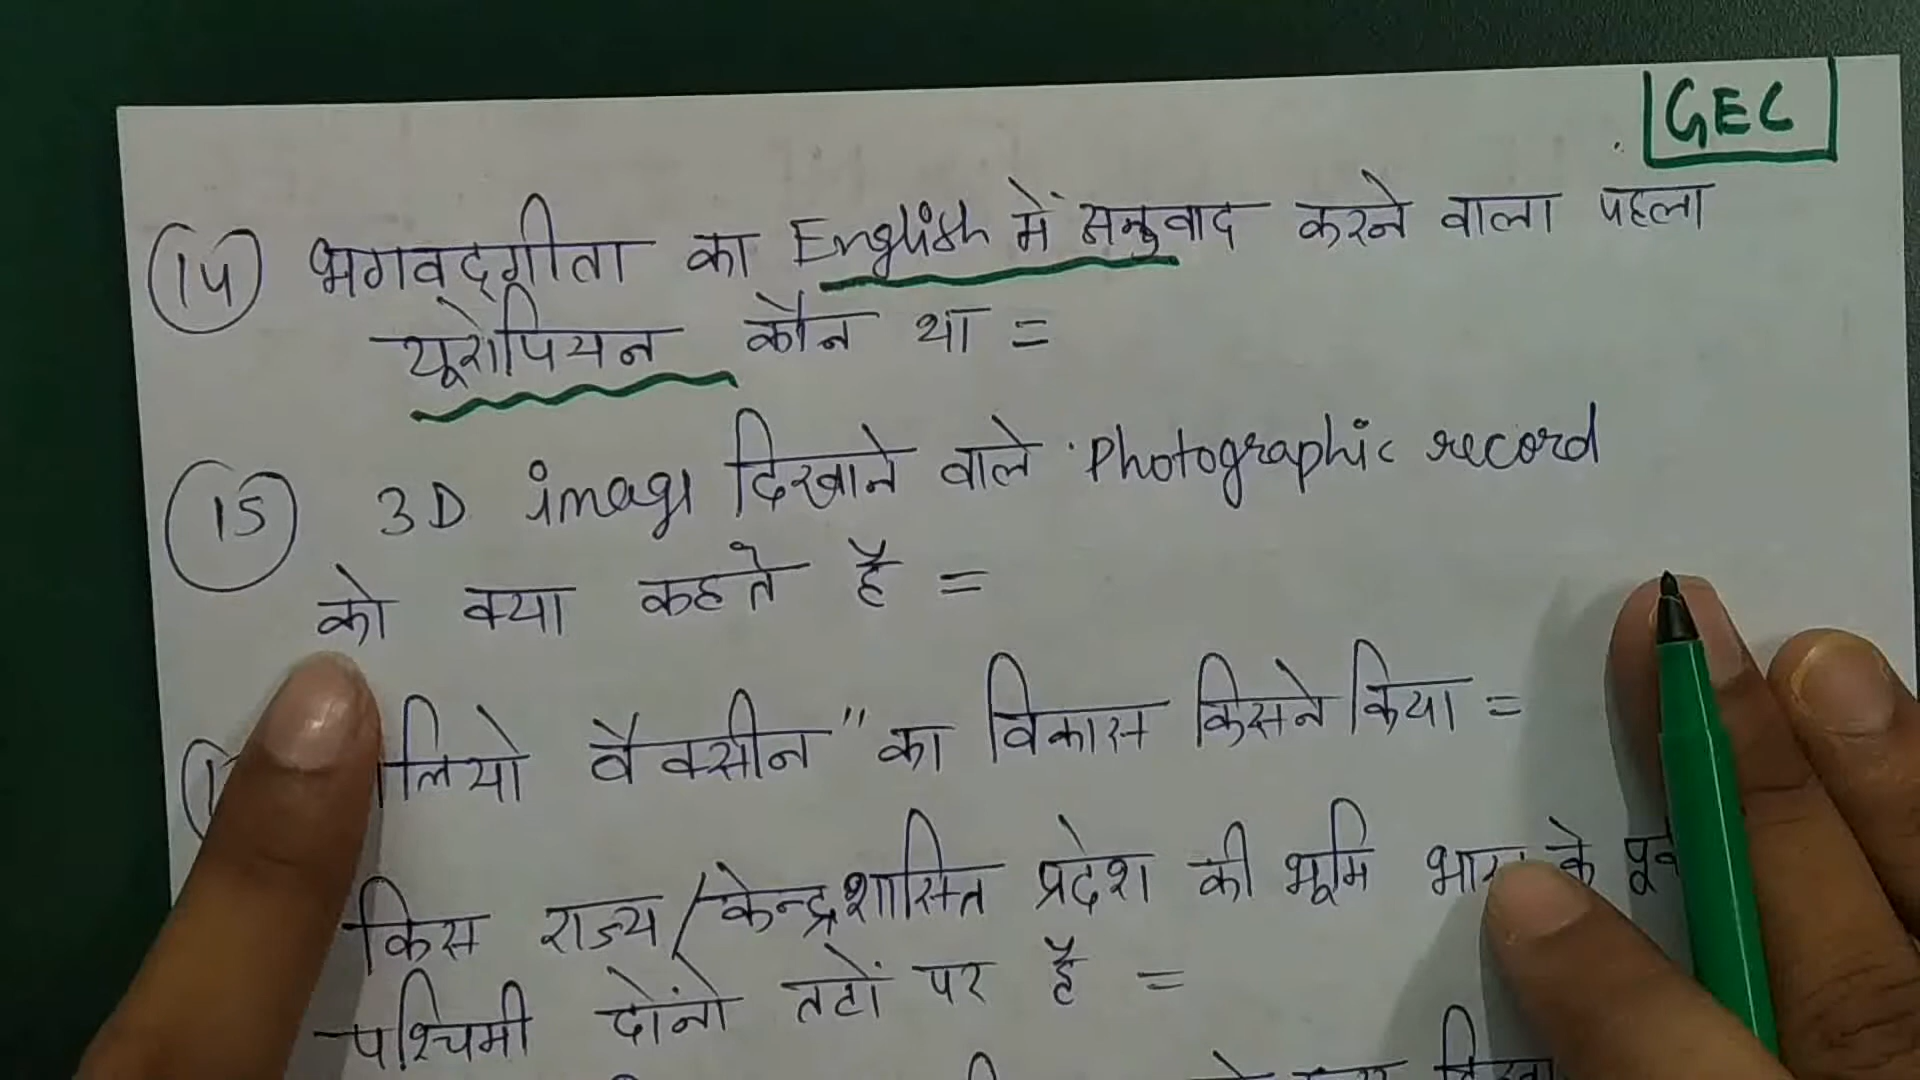 GEC
(14) भगवद्गीता का English में अनुवाद करने वाला पहला
यूरोपियन कौन था =
(15) 3D image दिखाने वाले Photographic record
को क्या कहते है =
लियो वैक्सीन" का विकास किसने किया =
किस राज्य/केन्द्रशासित प्रदेश की भूमि के
पश्चिमी दोंनो तटों पर है =